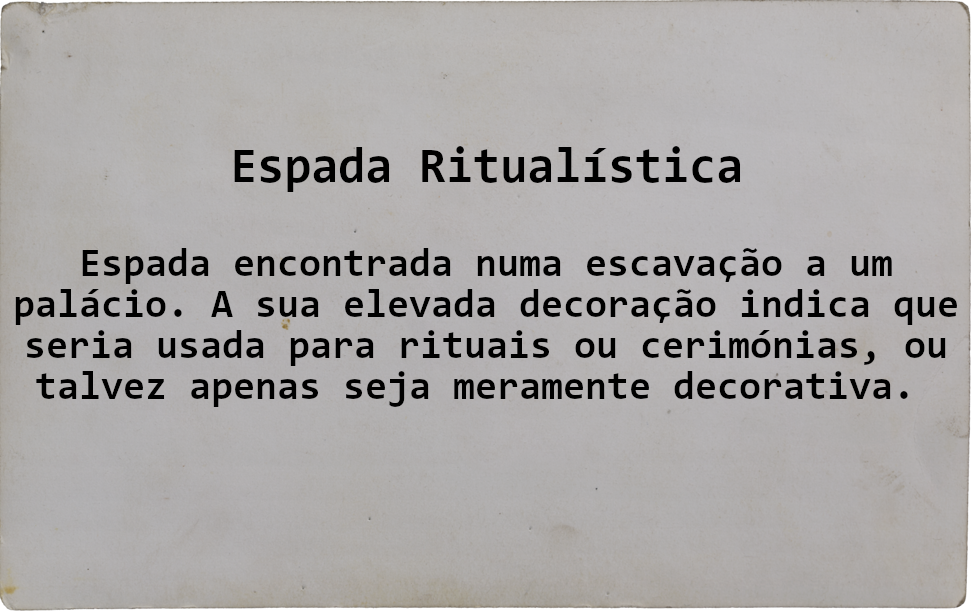 Espada Ritualística
Espada encontrada numa escavação a um
palácio. A sua elevada decoração indica que
seria usada para rituais ou cerimónias, ou
talvez apenas seja meramente decorativa.